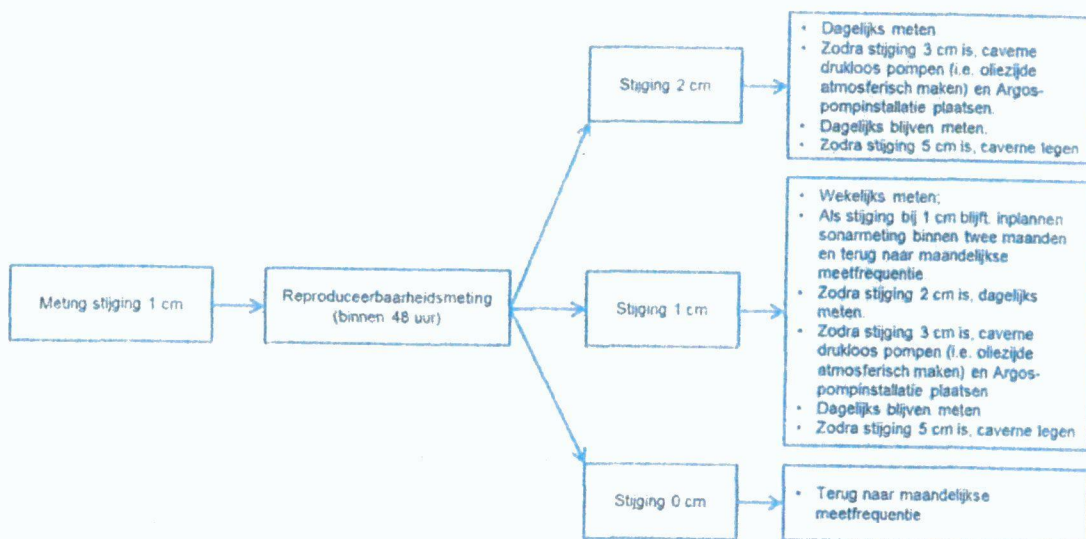 Meting stijging 1 cm
Reproduceerbaarheidsmeting
(binnen 48 uur)
Stijging 2 cm
• Dagelijks meten
• Zodra stijging 3 cm is, caverne
drukloos pompen (i.e. oliezijde
atmosferisch maken) en Argos-
pompinstallatie plaatsen.
• Dagelijks blijven meten.
• Zodra stijging 5 cm is, caverne legen
Stijging 1 cm
• Wekelijks meten;
• Als stijging bij 1 cm blijft, inplannen
sonarmeting binnen twee maanden
en terug naar maandelijkse
meetfrequentie
• Zodra stijging 2 cm is, dagelijks
meten.
• Zodra stijging 3 cm is, caverne
drukloos pompen (i.e. oliezijde
atmosferisch maken) en Argos-
pompinstallatie plaatsen
• Dagelijks blijven meten
• Zodra stijging 5 cm is, caverne legen
Stijging 0 cm
• Terug naar maandelijkse
meetfrequentie